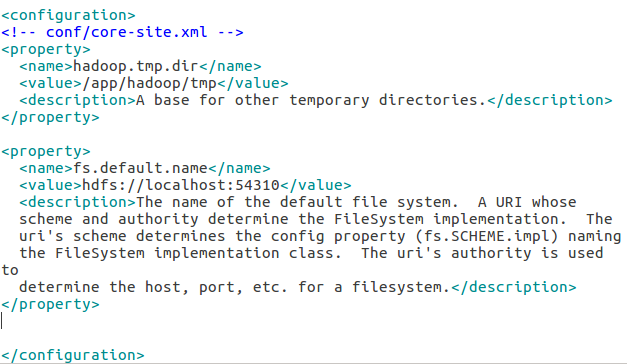 <configuration>
<!-- conf/core-site.xml -->
<property>
  <name>hadoop.tmp.dir</name>
  <value>/app/hadoop/tmp</value>
  <description>A base for other temporary directories.</description>
</property>

<property>
  <name>fs.default.name</name>
  <value>hdfs://localhost:54310</value>
  <description>The name of the default file system.  A URI whose
  scheme and authority determine the FileSystem implementation.  The
  uri's scheme determines the config property (fs.SCHEME.impl) naming
  the FileSystem implementation class.  The uri's authority is used
to
  determine the host, port, etc. for a filesystem.</description>
</property>


</configuration>